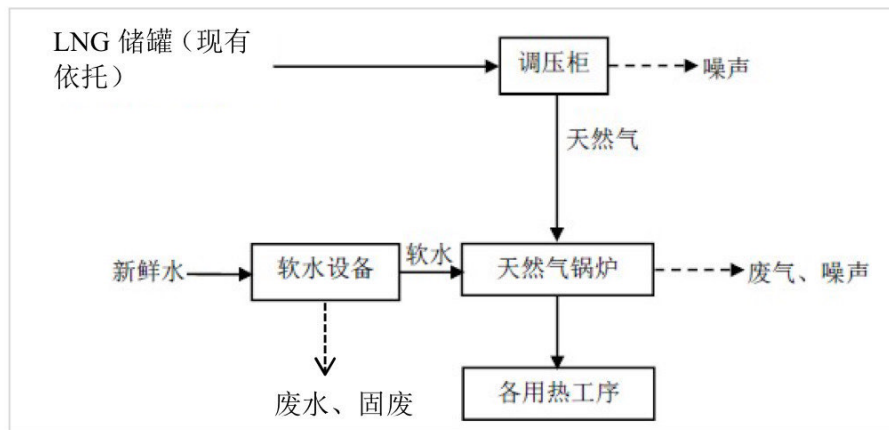 LNG 储罐（现有
依托）
调压柜
噪声
天然气
新鲜水
软水设备
软水
天然气锅炉
废气、噪声
废水、固废
各用热工序